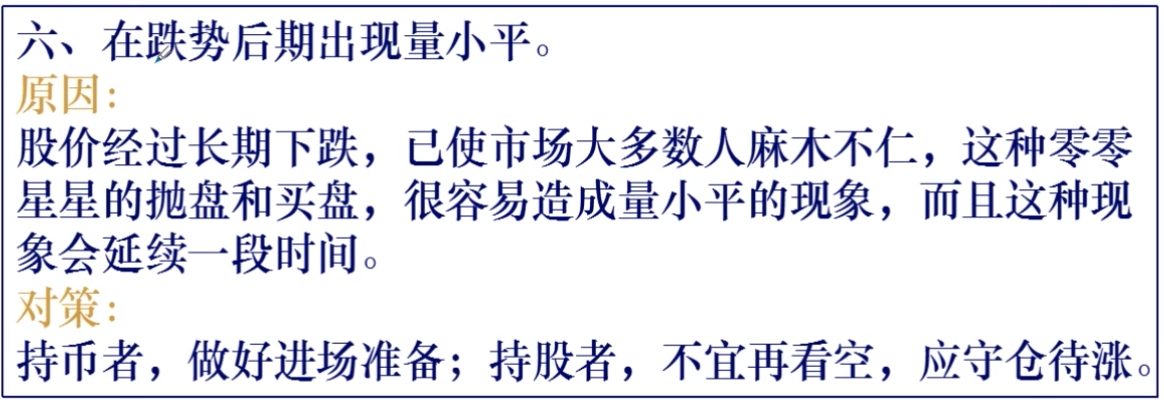 六、在跌势后期出现量小平。
原因：
股价经过长期下跌，已使市场大多数人麻木不仁，这种零零
星星的抛盘和买盘，很容易造成量小平的现象，而且这种现
象会延续一段时间。
对策：
持币者，做好进场准备；持股者，不宜再看空，应守仓待涨。